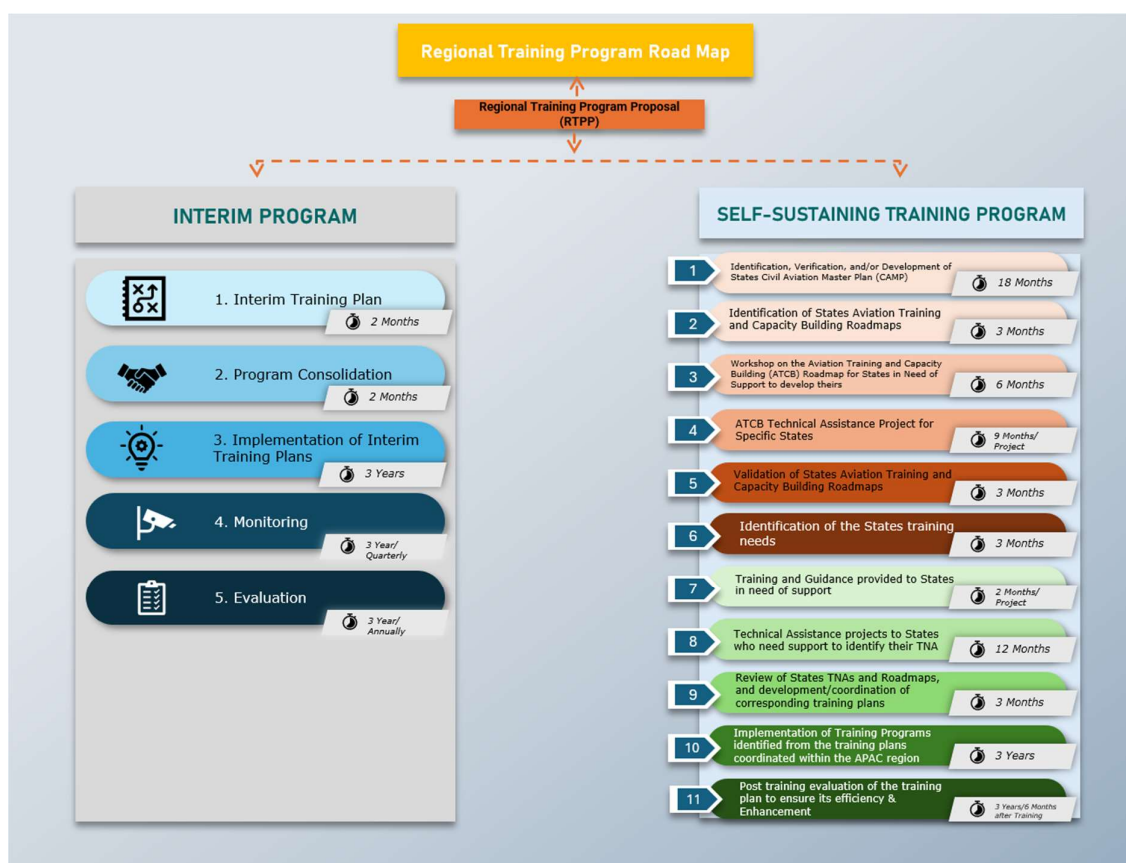 Regional Training Program Road Map
Regional Training Program Proposal
(RTPP)
INTERIM PROGRAM
1. Interim Training Plan
2 Months
2. Program Consolidation
2 Months
3. Implementation of Interim
Training Plans
3 Years
4. Monitoring
3 Year/
Quarterly
5. Evaluation
3 Year/
Annually
SELF-SUSTAINING TRAINING PROGRAM
1
Identification, Verification, and/or Development of
States Civil Aviation Master Plan (CAMP)
18 Months
2
Identification of States Aviation Training
and Capacity Building Roadmaps
3 Months
3
Workshop on the Aviation Training and Capacity
Building (ATCB) Roadmap for States in Need of
Support to develop theirs
6 Months
4
ATCB Technical Assistance Project for
Specific States
9 Months/
Project
5
Validation of States Aviation Training and
Capacity Building Roadmaps
3 Months
6
Identification of the States training
needs
3 Months
7
Training and Guidance provided to States
in need of support
2 Months/
Project
8
Technical Assistance projects to States
who need support to identify their TNA
12 Months
9
Review of States TNAs and Roadmaps,
and development/coordination of
corresponding training plans
3 Months
10
Implementation of Training Programs
identified from the training plans
coordinated within the APAC region
3 Years
11
Post training evaluation of the training
plan to ensure its efficiency &
Enhancement
3 Years/6 Months
after Training